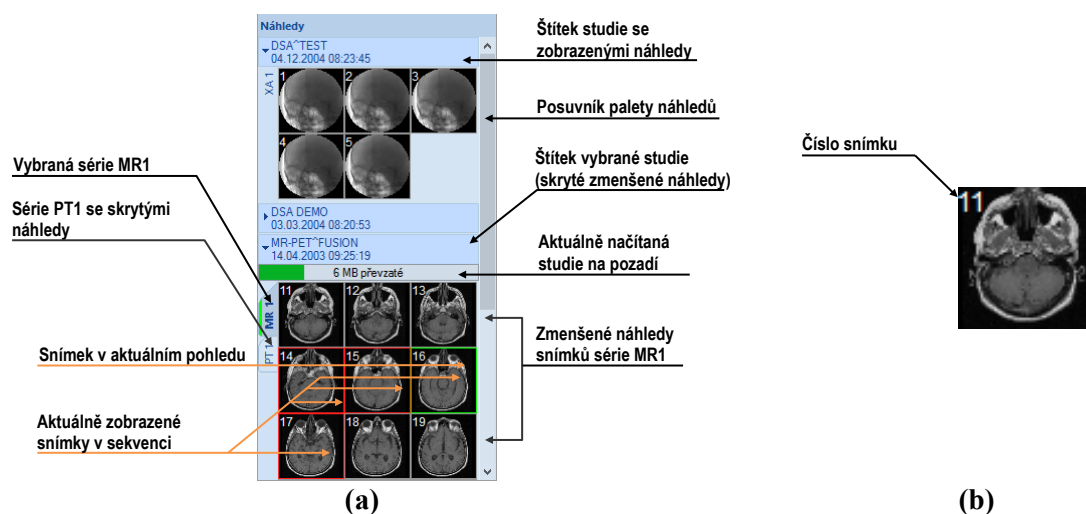 Náhledy
DSA^TEST
04.12.2004 08:23:45
XA 1
1
2
3
4
5
DSA DEMO
03.03.2004 08:20:53
MR-PET^FUSION
14.04.2003 09:25:19
6 MB převzaté
MR 1
PT 1
11
12
13
14
15
16
17
18
19
Vybraná série MR1
Série PT1 se skrytými
náhledy
Snímek v aktuálním pohledu
Aktuálně zobrazené
snímky v sekvenci
Štítek studie se
zobrazenými náhledy
Posuvník palety náhledů
Štítek vybrané studie
(skryté zmenšené náhledy)
Aktuálně načítaná
studie na pozadí
Zmenšené náhledy
snímků série MR1
(a)
Číslo snímku
11
(b)